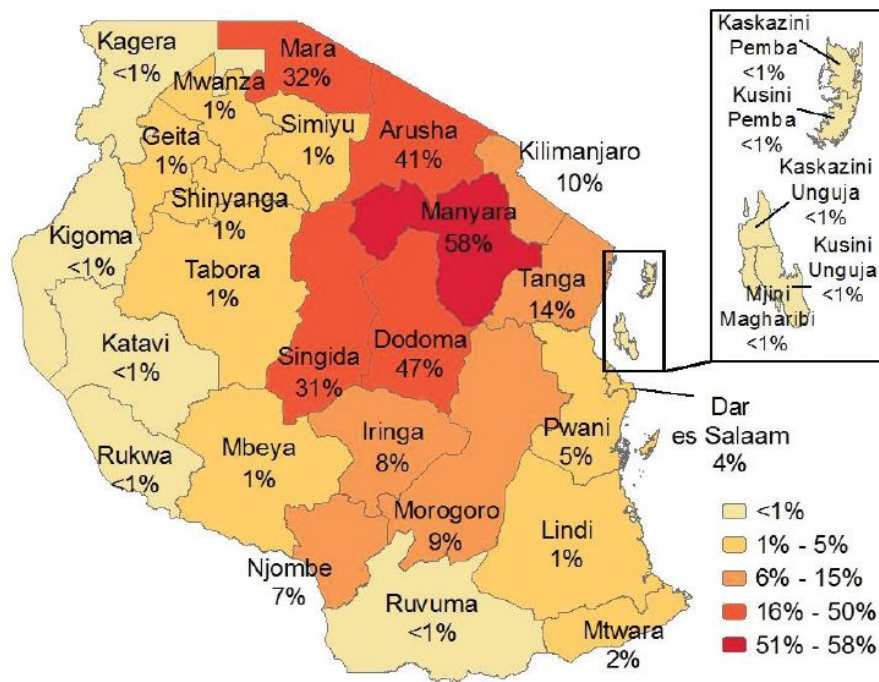 Kagera
<1%
Mara
32%
Mwanza
1%
Geita
1%
Simiyu
1%
Arusha
41%
Kilimanjaro
10%
Shinyanga
1%
Manyara
58%
Kigoma
<1%
Tabora
1%
Tanga
14%
Katavi
<1%
Singida
31%
Dodoma
47%
Rukwa
<1%
Mbeya
1%
Iringa
8%
Pwani
5%
Dar
es Salaam
4%
Morogoro
9%
Lindi
1%
Njombe
7%
Ruvuma
<1%
Mtwara
2%
Kaskazini
Pemba
<1%
Kusini
Pemba
<1%
Kaskazini
Unguja
<1%
Kusini
Unguja
<1%
Mjini
Magharibi
<1%
<1%
1% - 5%
6% - 15%
16% - 50%
51% - 58%